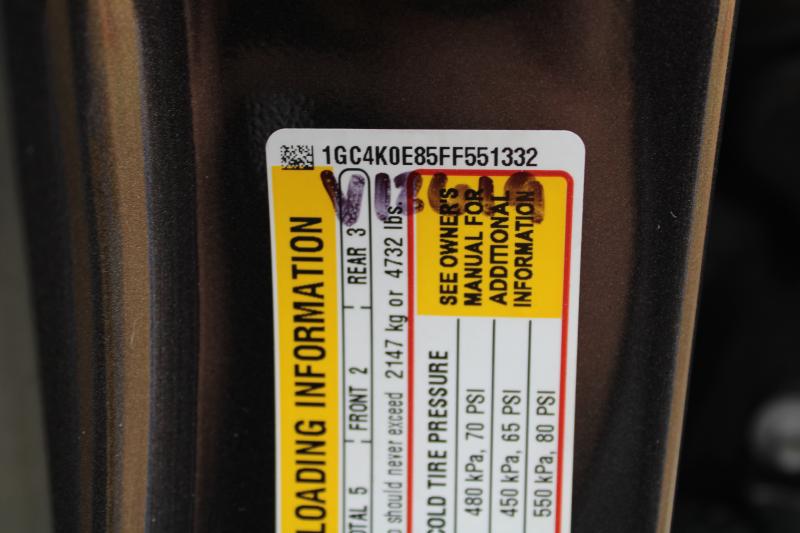 1GC4K0E85FF551332
LOADING INFORMATION
OTAL 5 FRONT 2 REAR 3
should never exceed 2147 kg or 4732 lbs.
SEE OWNER'S
MANUAL FOR
ADDITIONAL
INFORMATION
COLD TIRE PRESSURE
480 kPa, 70 PSI
450 kPa, 65 PSI
550 kPa, 80 PSI